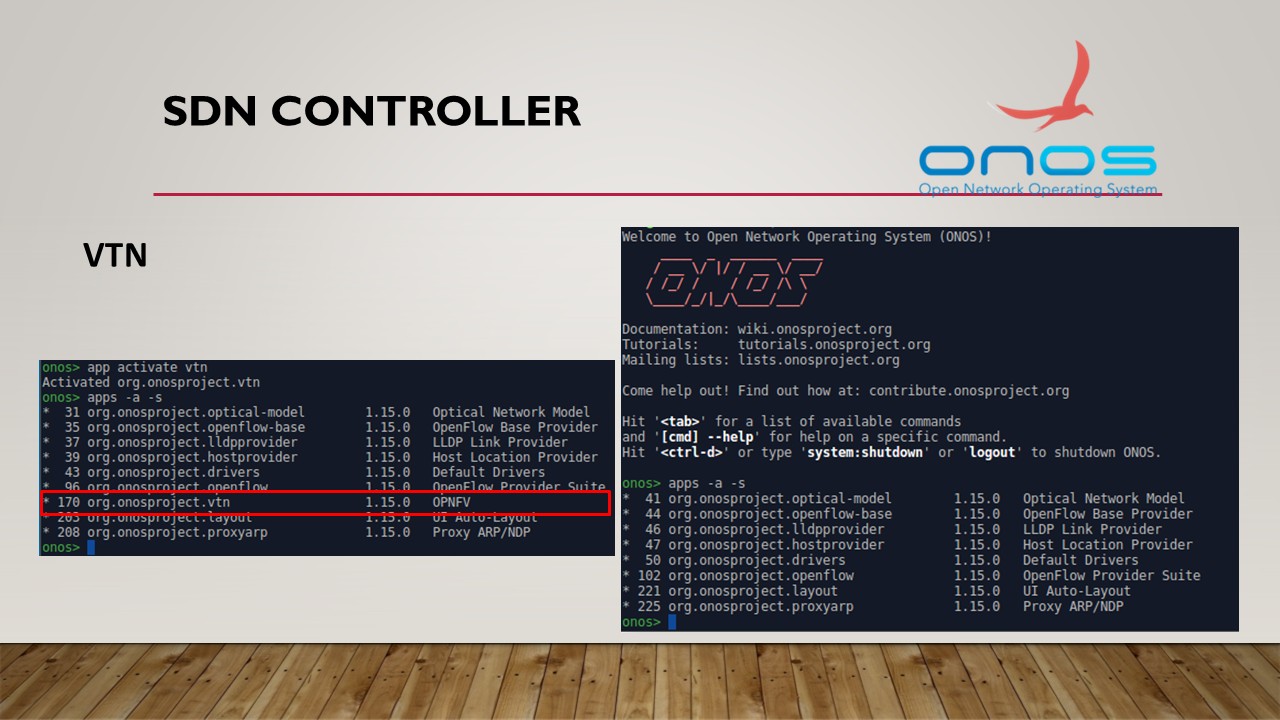 SDN CONTROLLER
onos
Open Network Operating System
VTN
onos> app activate vtn
Activated org.onosproject.vtn
onos> apps -a -s
*  31 org.onosproject.optical-model        1.15.0   Optical Network Model
*  35 org.onosproject.openflow-base        1.15.0   OpenFlow Base Provider
*  37 org.onosproject.lldpprovider         1.15.0   LLDP Link Provider
*  39 org.onosproject.hostprovider         1.15.0   Host Location Provider
*  43 org.onosproject.drivers              1.15.0   Default Drivers
*  96 org.onosproject.openflow             1.15.0   OpenFlow Provider Suite
* 170 org.onosproject.vtn                  1.15.0   OPNFV
* 203 org.onosproject.layout               1.15.0   UI Auto-Layout
* 208 org.onosproject.proxyarp             1.15.0   Proxy ARP/NDP
onos>
Welcome to Open Network Operating System (ONOS)!
ONOS
Documentation: wiki.onosproject.org
Tutorials:     tutorials.onosproject.org
Mailing lists: lists.onosproject.org
Come help out! Find out how at: contribute.onosproject.org
Hit '<tab>' for a list of available commands
and '[cmd] --help' for help on a specific command.
Hit '<ctrl-d>' or type 'system:shutdown' or 'logout' to shutdown ONOS.
onos> apps -a -s
*  41 org.onosproject.optical-model        1.15.0   Optical Network Model
*  44 org.onosproject.openflow-base        1.15.0   OpenFlow Base Provider
*  46 org.onosproject.lldpprovider         1.15.0   LLDP Link Provider
*  47 org.onosproject.hostprovider         1.15.0   Host Location Provider
*  50 org.onosproject.drivers              1.15.0   Default Drivers
* 102 org.onosproject.openflow             1.15.0   OpenFlow Provider Suite
* 221 org.onosproject.layout               1.15.0   UI Auto-Layout
* 225 org.onosproject.proxyarp             1.15.0   Proxy ARP/NDP
onos>